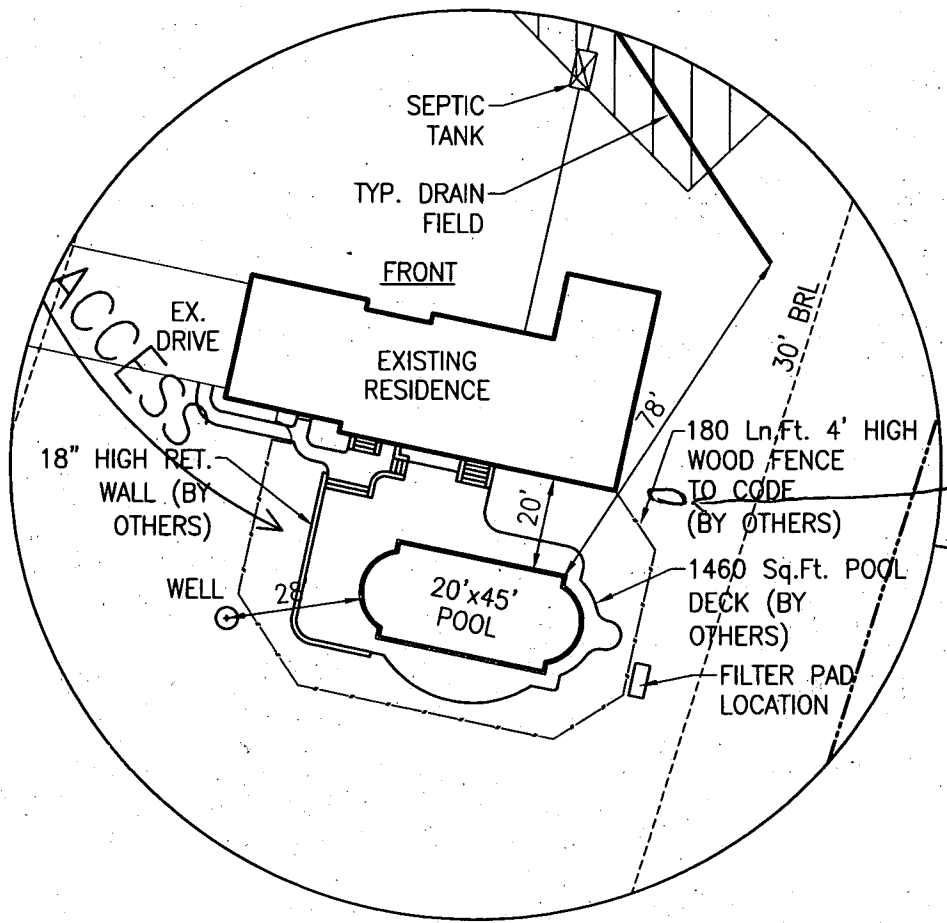 SEPTIC
TANK
TYP. DRAIN
FIELD
FRONT
ACCESS
EX.
DRIVE
EXISTING
RESIDENCE
30' BRL
78'
18" HIGH RET.
WALL (BY
OTHERS)
180 Ln,Ft. 4' HIGH
WOOD FENCE
TO CODE
(BY OTHERS)
20'
WELL
28
20'x45'
POOL
1460 Sq.Ft. POOL
DECK (BY
OTHERS)
FILTER PAD
LOCATION